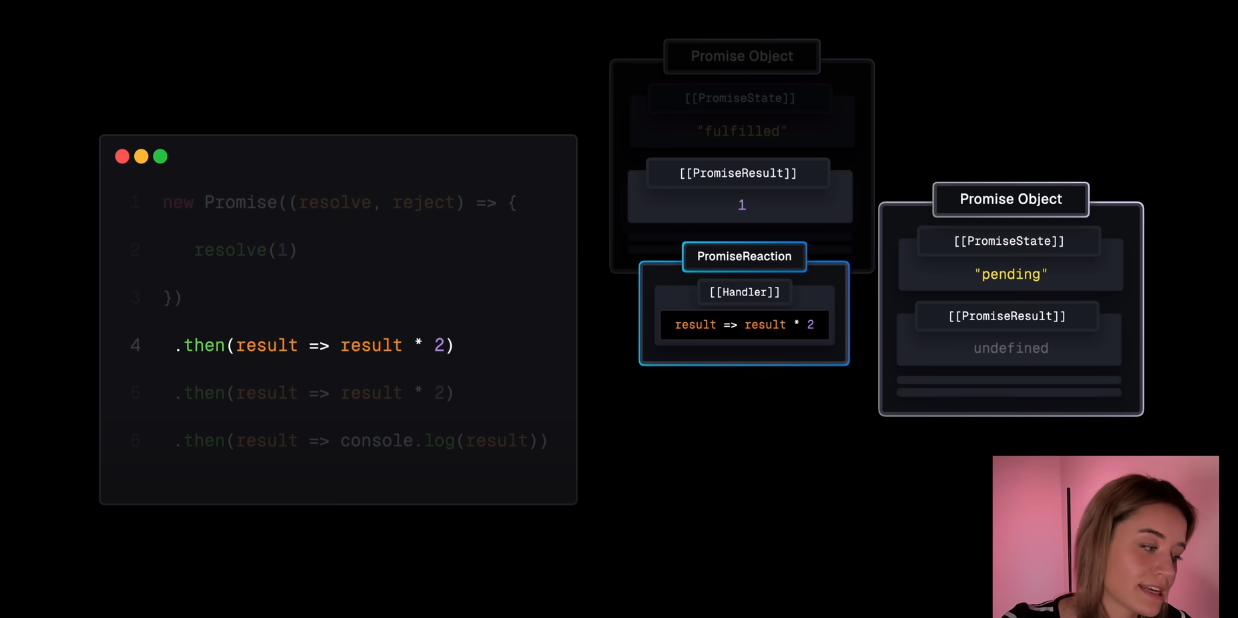 1 new Promise((resolve, reject) => {
2 resolve(1)
3 })
4 .then(result => result * 2)
5 .then(result => result * 2)
6 .then(result => console.log(result))
Promise Object
[[PromiseState]]
"fulfilled"
[[PromiseResult]]
1
PromiseReaction
[[Handler]]
result => result * 2
Promise Object
[[PromiseState]]
"pending"
[[PromiseResult]]
undefined